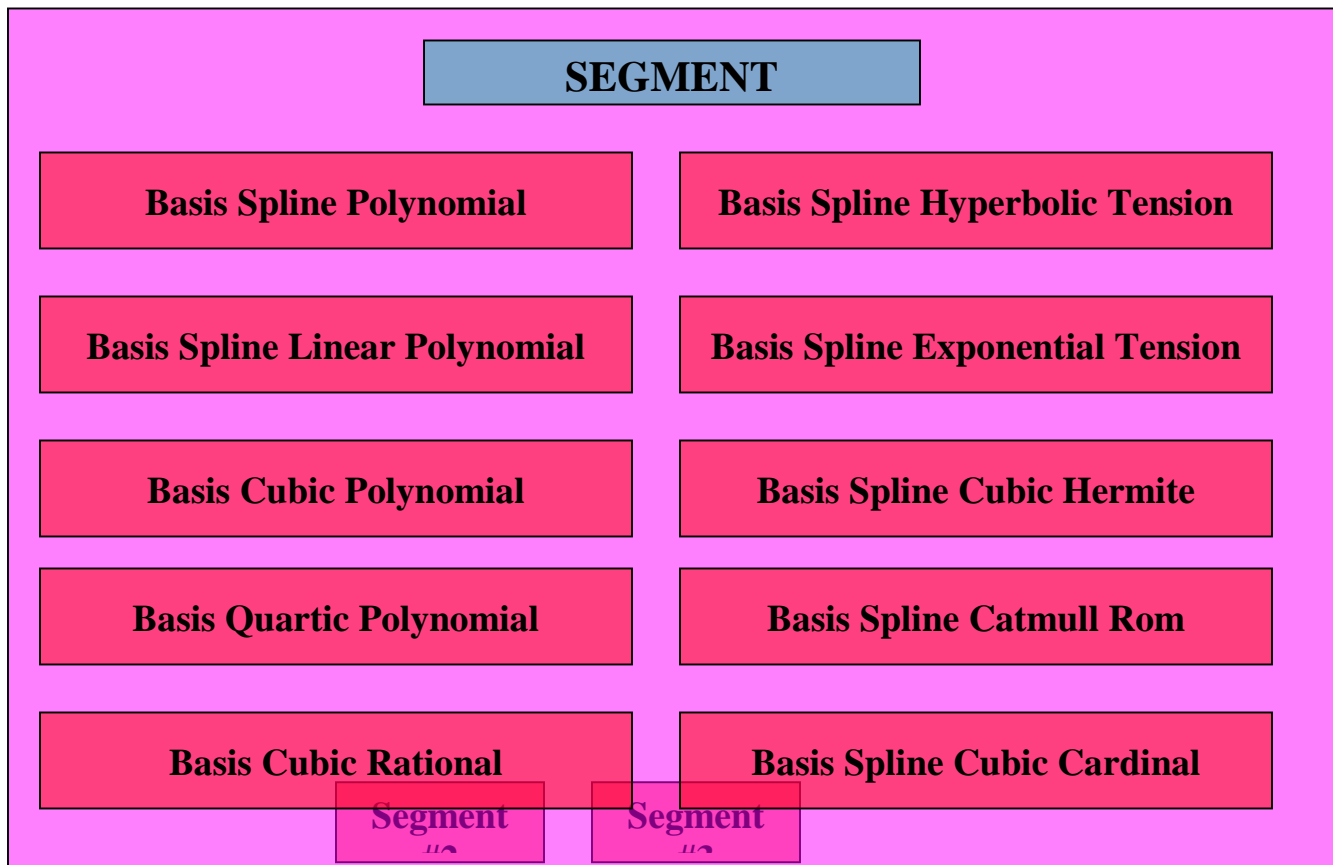 SEGMENT
Basis Spline Polynomial
Basis Spline Hyperbolic Tension
Basis Spline Linear Polynomial
Basis Spline Exponential Tension
Basis Cubic Polynomial
Basis Spline Cubic Hermite
Basis Quartic Polynomial
Basis Spline Catmull Rom
Basis Cubic Rational
Basis Spline Cubic Cardinal
Segment
Segment